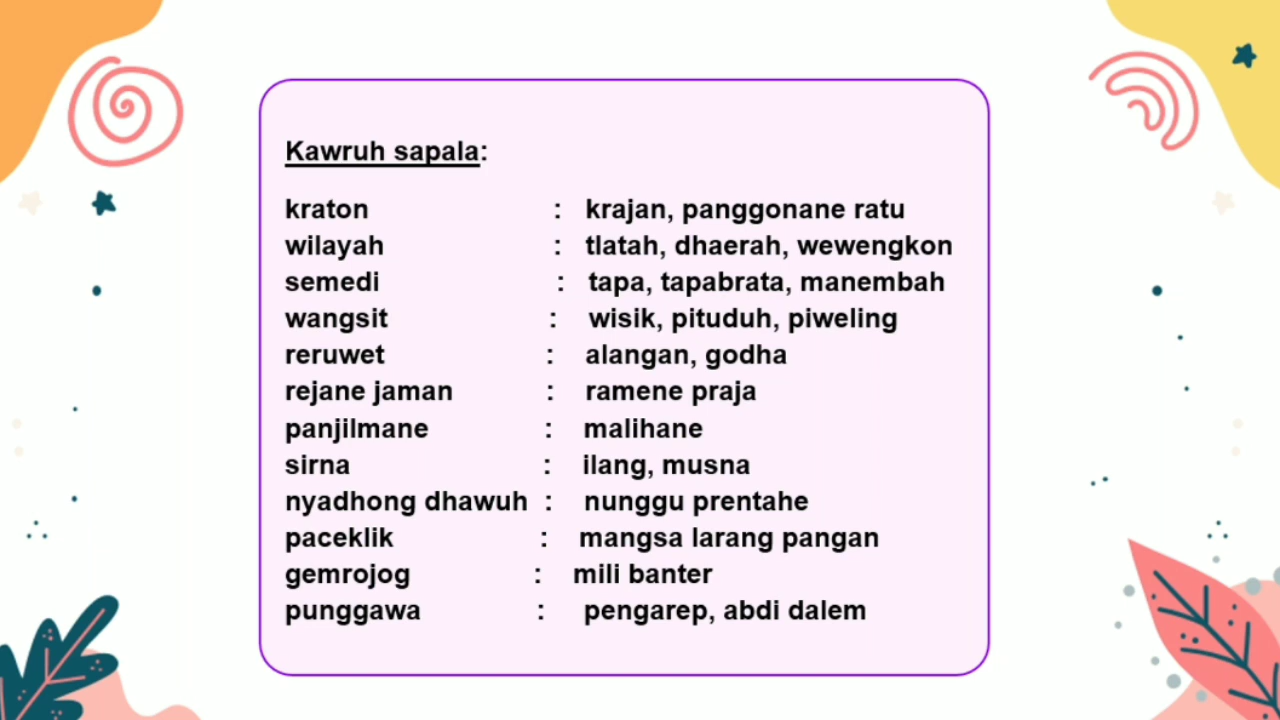 Kawruh sapala:
kraton : krajan, panggonane ratu
wilayah : tlatah, dhaerah, wewengkon
semedi : tapa, tapabrata, manembah
wangsit : wisik, pituduh, piweling
reruwet : alangan, godha
rejane jaman : ramene praja
panjilmane : malihane
sirna : ilang, musna
nyadhong dhawuh : nunggu prentahe
paceklik : mangsa larang pangan
gemrojog : mili banter
punggawa : pengarep, abdi dalem